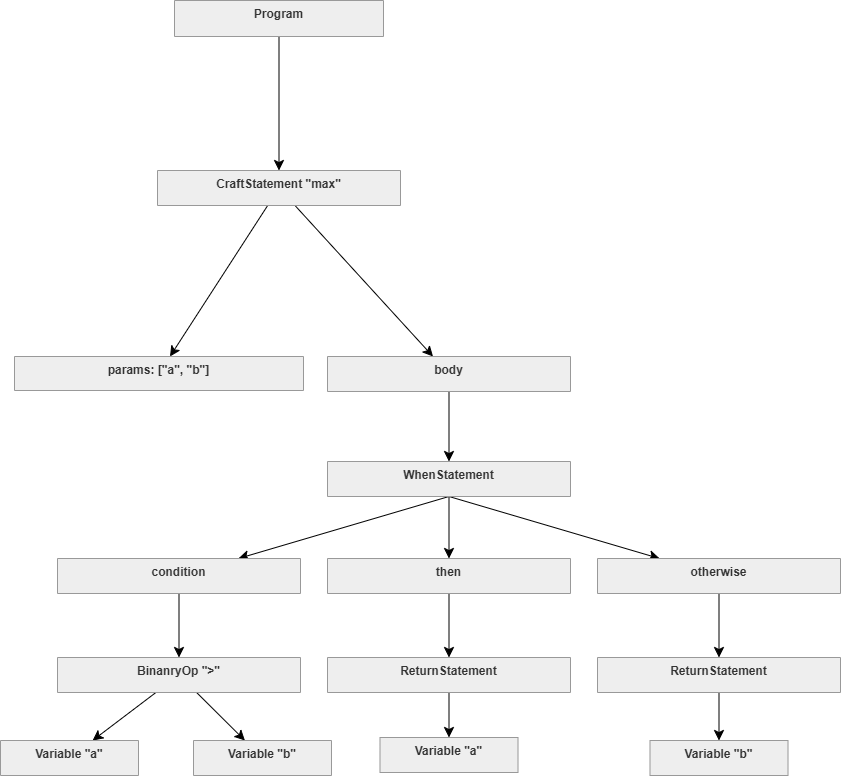 Program
CraftStatement "max"
params: ["a", "b"]
body
WhenStatement
condition
then
otherwise
BinanryOp ">"
ReturnStatement
ReturnStatement
Variable "a"
Variable "b"
Variable "a"
Variable "b"